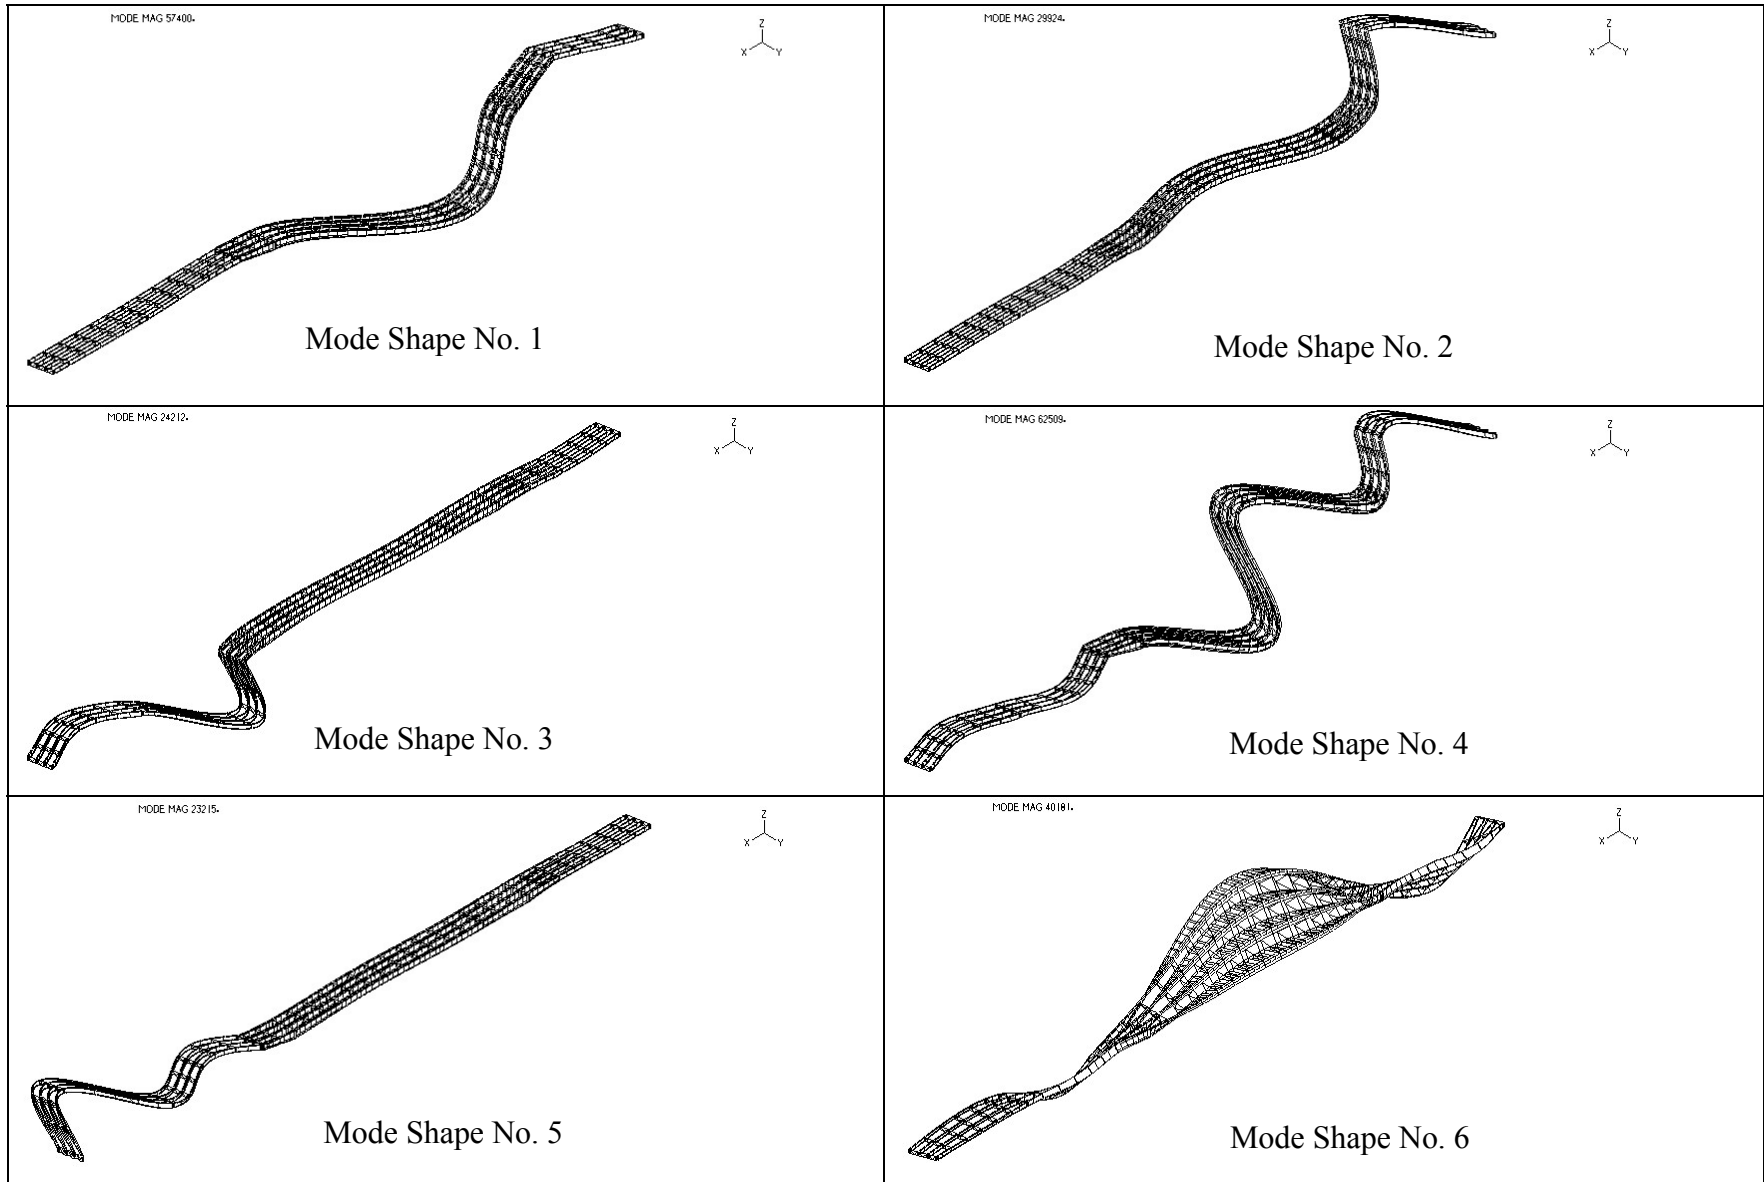 MODE MAG 57400.
Z
X Y
Mode Shape No. 1
MODE MAG 29924.
Z
X Y
Mode Shape No. 2
MODE MAG 24212.
Z
X Y
Mode Shape No. 3
MODE MAG 62509.
Z
X Y
Mode Shape No. 4
MODE MAG 23215.
Z
X Y
Mode Shape No. 5
MODE MAG 40181.
Z
X Y
Mode Shape No. 6